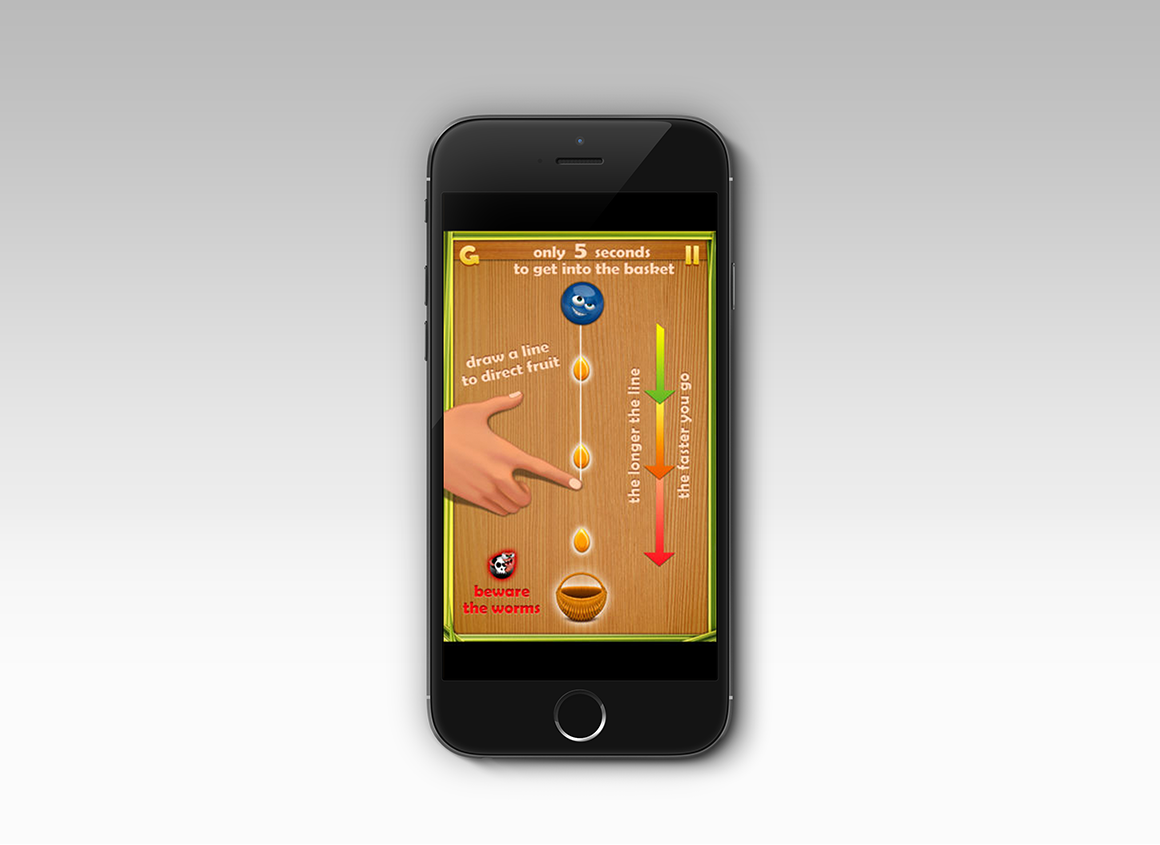 G
only 5 seconds
to get into the basket
draw a line
to direct fruit
the longer the line
the faster you go
beware
the worms